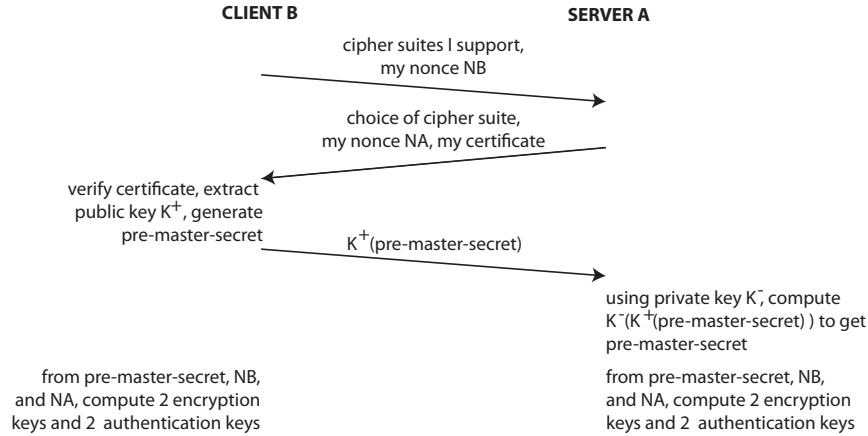 CLIENT B
SERVER A
cipher suites I support,
my nonce NB
choice of cipher suite,
my nonce NA, my certificate
verify certificate, extract
public key K⁺, generate
pre-master-secret
K⁺(pre-master-secret)
using private key K⁻, compute
K⁻(K⁺(pre-master-secret) ) to get
pre-master-secret
from pre-master-secret, NB,
and NA, compute 2 encryption
keys and 2 authentication keys
from pre-master-secret, NB,
and NA, compute 2 encryption
keys and 2 authentication keys